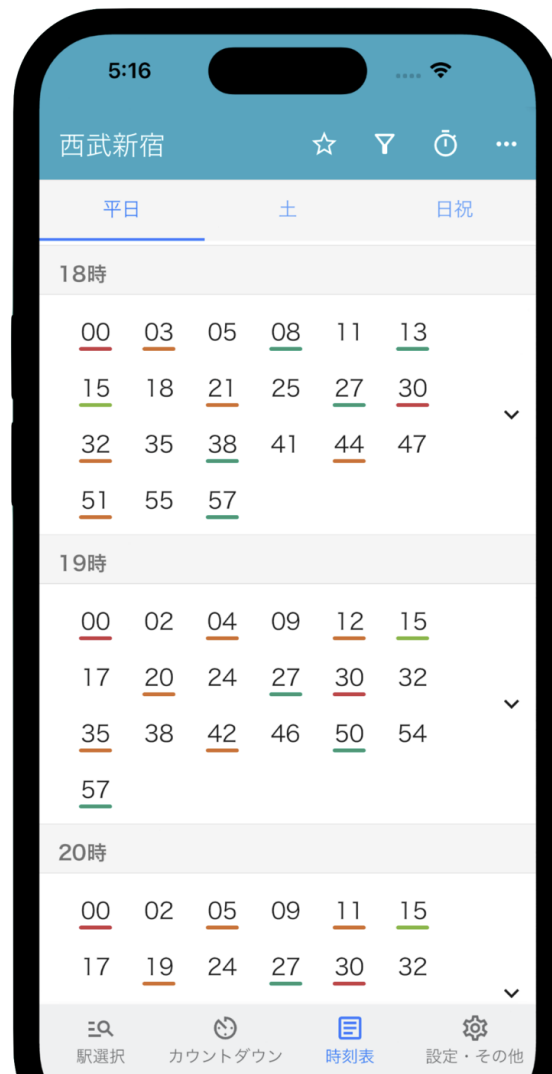 5:16
西武新宿
平日 土 日祝
18時
00 03 05 08 11 13
15 18 21 25 27 30
32 35 38 41 44 47
51 55 57
19時
00 02 04 09 12 15
17 20 24 27 30 32
35 38 42 46 50 54
57
20時
00 02 05 09 11 15
17 19 24 27 30 32
駅選択 カウントダウン 時刻表 設定・その他